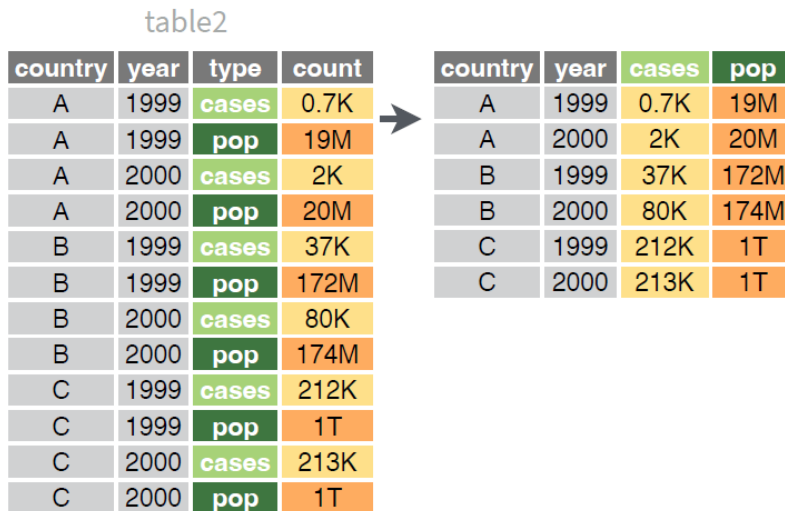 table2
country year type count
A 1999 cases 0.7K
A 1999 pop 19M
A 2000 cases 2K
A 2000 pop 20M
B 1999 cases 37K
B 1999 pop 172M
B 2000 cases 80K
B 2000 pop 174M
C 1999 cases 212K
C 1999 pop 1T
C 2000 cases 213K
C 2000 pop 1T
country year cases pop
A 1999 0.7K 19M
A 2000 2K 20M
B 1999 37K 172M
B 2000 80K 174M
C 1999 212K 1T
C 2000 213K 1T